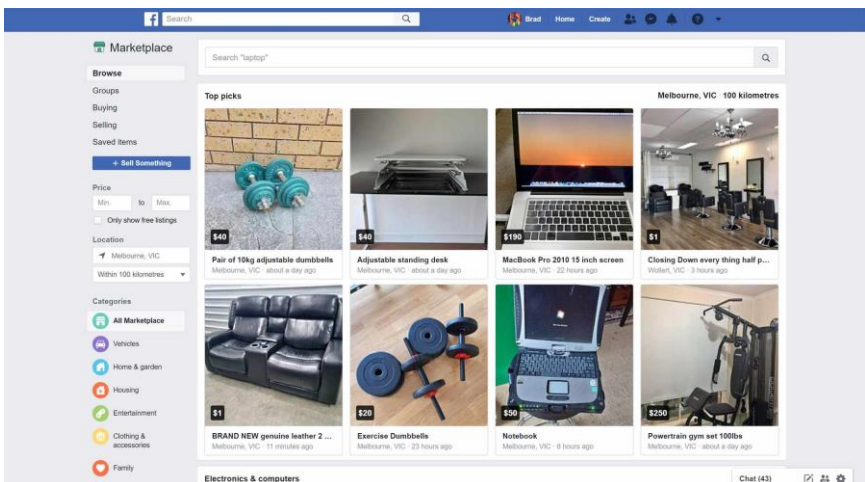 f
Search
Brad Home Create
Marketplace
Search "laptop"
Browse
Groups
Buying
Selling
Saved items
+ Sell Something
Price
Min. to Max.
Only show free listings
Location
Melbourne, VIC
Within 100 kilometres
Categories
All Marketplace
Vehicles
Home & garden
Housing
Entertainment
Clothing &
accessories
Family
Top picks
Melbourne, VIC · 100 kilometres
$40
Pair of 10kg adjustable dumbbells
Melbourne, VIC · about a day ago
$40
Adjustable standing desk
Melbourne, VIC · about a day ago
$190
MacBook Pro 2010 15 inch screen
Melbourne, VIC · 22 hours ago
$1
Closing Down every thing half p...
Wollert, VIC · 3 hours ago
$1
BRAND NEW genuine leather 2 ...
Melbourne, VIC · 11 minutes ago
$20
Exercise Dumbbells
Melbourne, VIC · 23 hours ago
$50
Notebook
Melbourne, VIC · 8 hours ago
$250
Powertrain gym set 100lbs
Melbourne, VIC · about a day ago
Electronics & computers
Chat (43)